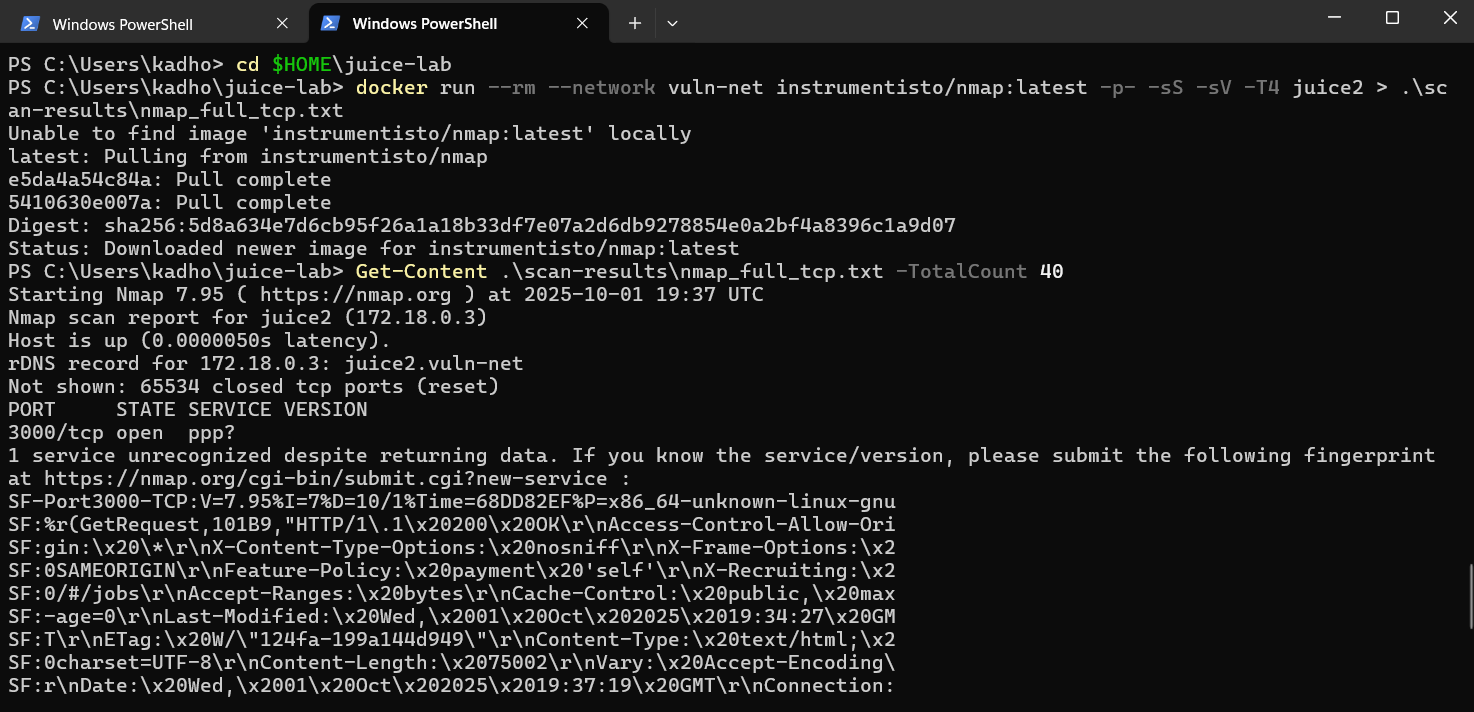 Windows PowerShell
Windows PowerShell
PS C:\Users\kadho> cd $HOME\juice-lab
PS C:\Users\kadho\juice-lab> docker run --rm --network vuln-net instrumentisto/nmap:latest -p- -sS -sV -T4 juice2 > .\sc
an-results\nmap_full_tcp.txt
Unable to find image 'instrumentisto/nmap:latest' locally
latest: Pulling from instrumentisto/nmap
e5da4a54c84a: Pull complete
5410630e007a: Pull complete
Digest: sha256:5d8a634e7d6cb95f26a1a18b33df7e07a2d6db9278854e0a2bf4a8396c1a9d07
Status: Downloaded newer image for instrumentisto/nmap:latest
PS C:\Users\kadho\juice-lab> Get-Content .\scan-results\nmap_full_tcp.txt -TotalCount 40
Starting Nmap 7.95 ( https://nmap.org ) at 2025-10-01 19:37 UTC
Nmap scan report for juice2 (172.18.0.3)
Host is up (0.0000050s latency).
rDNS record for 172.18.0.3: juice2.vuln-net
Not shown: 65534 closed tcp ports (reset)
PORT     STATE SERVICE VERSION
3000/tcp open  ppp?
1 service unrecognized despite returning data. If you know the service/version, please submit the following fingerprint
at https://nmap.org/cgi-bin/submit.cgi?new-service :
SF-Port3000-TCP:V=7.95%I=7%D=10/1%Time=68DD82EF%P=x86_64-unknown-linux-gnu
SF:%r(GetRequest,101B9,"HTTP/1\.1\x20200\x20OK\r\nAccess-Control-Allow-Ori
SF:gin:\x20\*\r\nX-Content-Type-Options:\x20nosniff\r\nX-Frame-Options:\x2
SF:0SAMEORIGIN\r\nFeature-Policy:\x20payment\x20'self'\r\nX-Recruiting:\x2
SF:0/#/jobs\r\nAccept-Ranges:\x20bytes\r\nCache-Control:\x20public,\x20max
SF:-age=0\r\nLast-Modified:\x20Wed,\x2001\x20Oct\x202025\x2019:34:27\x20GM
SF:T\r\nETag:\x20W/\"124fa-199a144d949\"\r\nContent-Type:\x20text/html;\x2
SF:0charset=UTF-8\r\nContent-Length:\x2075002\r\nVary:\x20Accept-Encoding\
SF:r\nDate:\x20Wed,\x2001\x20Oct\x202025\x2019:37:19\x20GMT\r\nConnection: